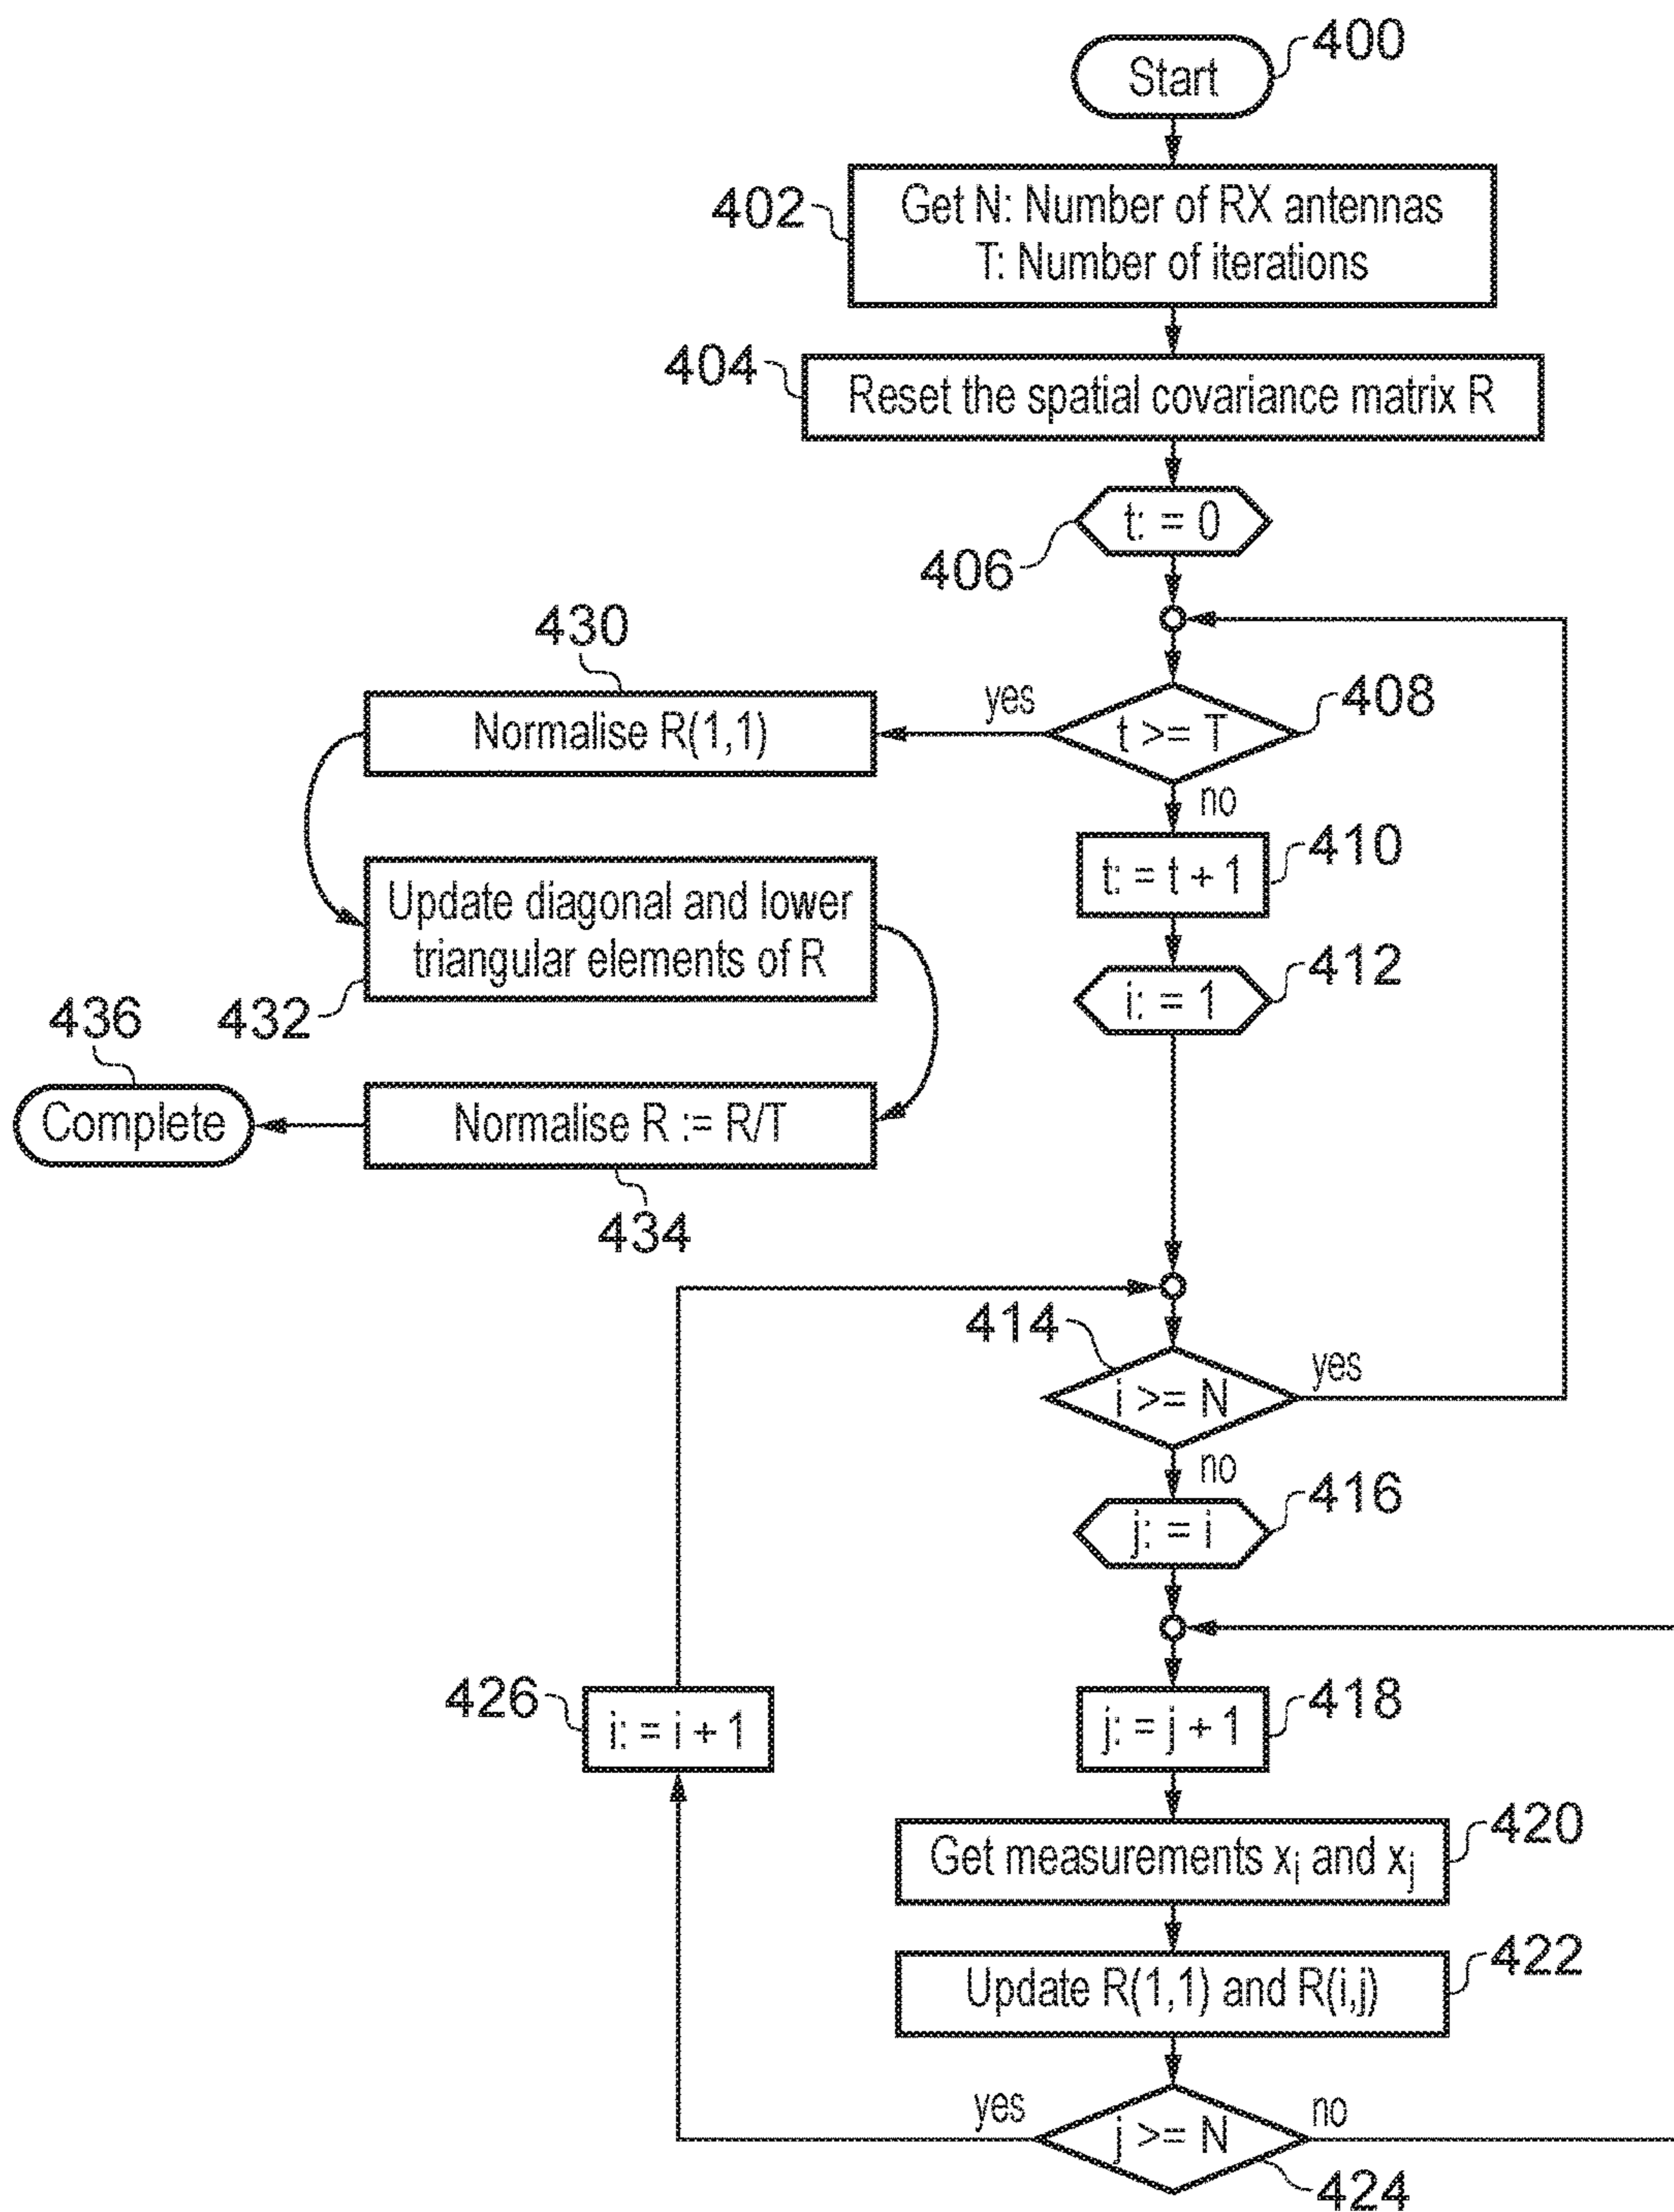 400
Start
402
Get N: Number of RX antennas
T: Number of iterations
404
Reset the spatial covariance matrix R
t: = 0
406
430
yes
408
Normalise R(1,1)
t >= T
no
t: = t + 1
410
Update diagonal and lower
triangular elements of R
412
i: = 1
432
436
Complete
Normalise R := R/T
434
414
i >= N
yes
no
416
j: = i
426
i: = i + 1
418
j: = j + 1
420
Get measurements xi and xj
422
Update R(1,1) and R(i,j)
yes
j >= N
no
424